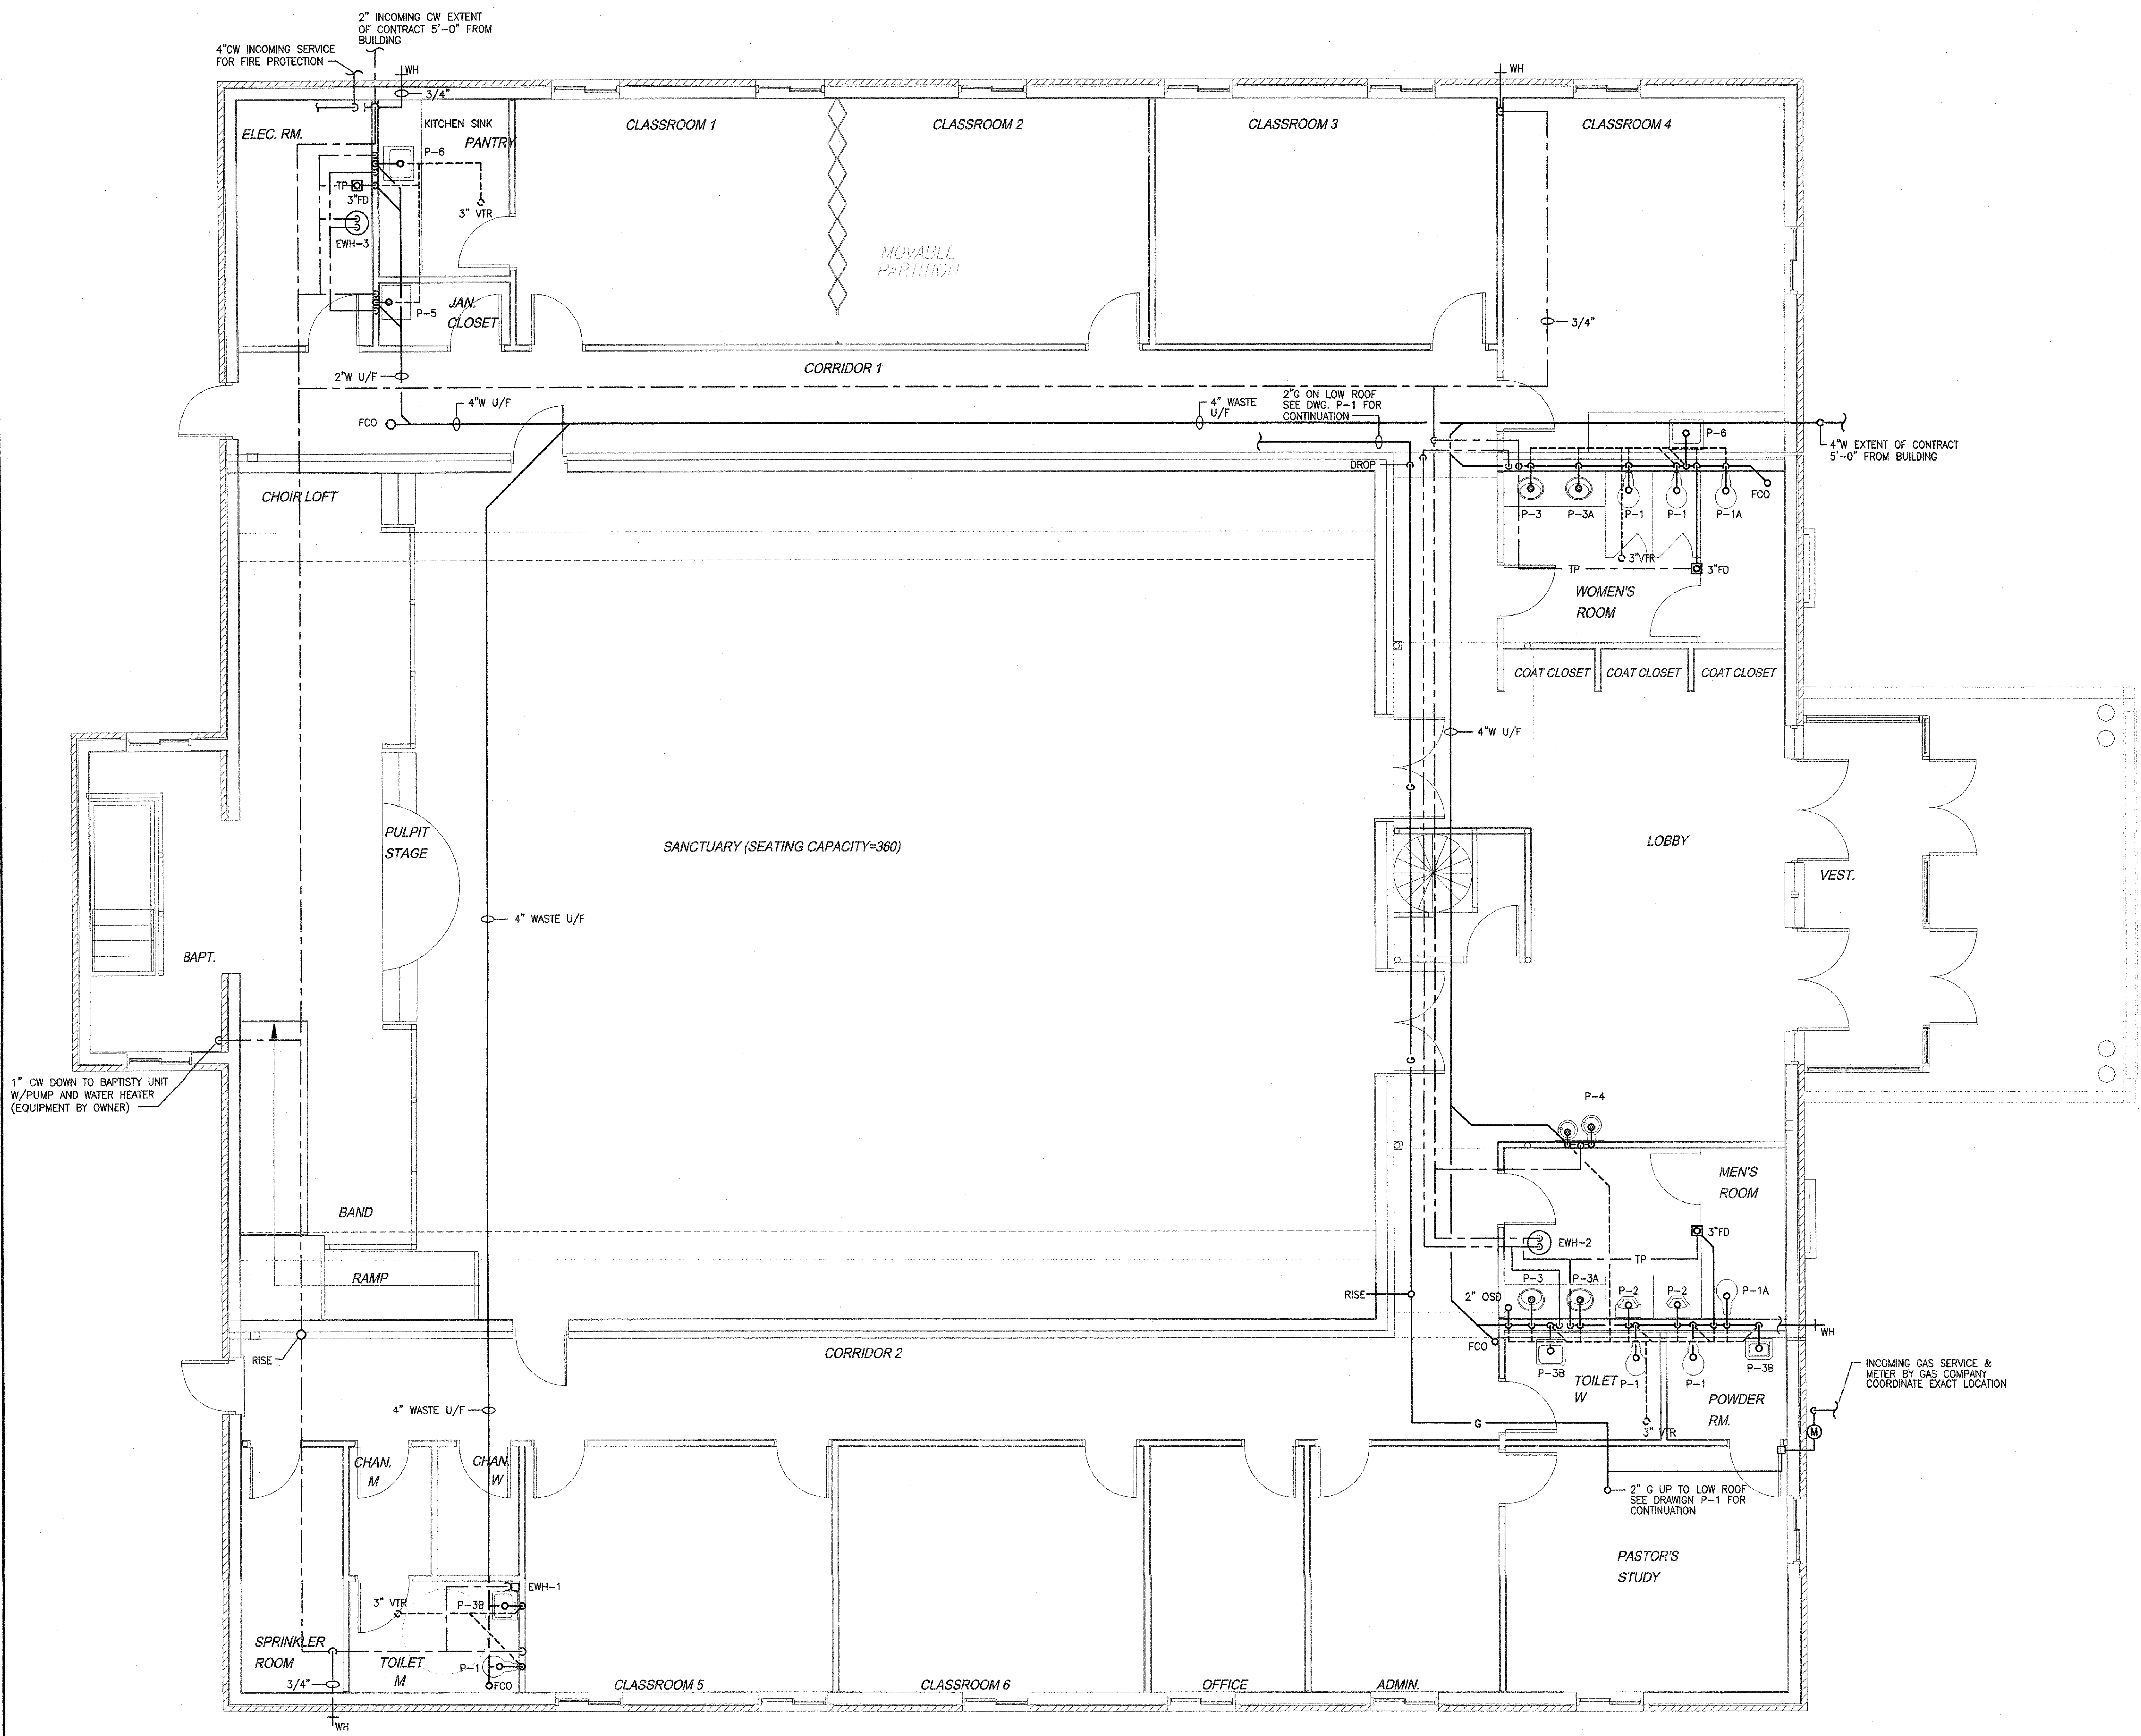 2" INCOMING CW EXTENT
OF CONTRACT 5'-0" FROM
BUILDING
4"CW INCOMING SERVICE
FOR FIRE PROTECTION
WH
3/4"
WH
ELEC. RM.
KITCHEN SINK
PANTRY
P-6
CLASSROOM 1
CLASSROOM 2
CLASSROOM 3
CLASSROOM 4
TP
3"FD
3" VTR
EWH-3
MOVABLE
PARTITION
JAN.
CLOSET
P-5
3/4"
CORRIDOR 1
2"W U/F
4"W U/F
FCO
4" WASTE
U/F
2"G ON LOW ROOF
SEE DWG. P-1 FOR
CONTINUATION
P-6
4"W EXTENT OF CONTRACT
5'-0" FROM BUILDING
DROP
CHOIR LOFT
FCO
P-3
P-3A
P-1
P-1
P-1A
3"VTR
TP
3"FD
WOMEN'S
ROOM
COAT CLOSET
COAT CLOSET
COAT CLOSET
4"W U/F
G
PULPIT
STAGE
SANCTUARY (SEATING CAPACITY=360)
LOBBY
VEST.
4" WASTE U/F
BAPT.
G
1" CW DOWN TO BAPTISTY UNIT
W/PUMP AND WATER HEATER
(EQUIPMENT BY OWNER)
P-4
MEN'S
ROOM
BAND
3"FD
EWH-2
TP
RAMP
P-3
P-3A
P-2
P-2
P-1A
RISE
2" OSD
WH
FCO
RISE
CORRIDOR 2
P-3B
TOILET
W
P-1
P-1
P-3B
POWDER
RM.
INCOMING GAS SERVICE &
METER BY GAS COMPANY
COORDINATE EXACT LOCATION
4" WASTE U/F
G
3" VTR
M
CHAN.
M
CHAN.
W
2" G UP TO LOW ROOF
SEE DRAWIGN P-1 FOR
CONTINUATION
PASTOR'S
STUDY
EWH-1
3" VTR
P-3B
SPRINKLER
ROOM
TOILET
M
P-1
3/4"
FCO
CLASSROOM 5
CLASSROOM 6
OFFICE
ADMIN.
WH